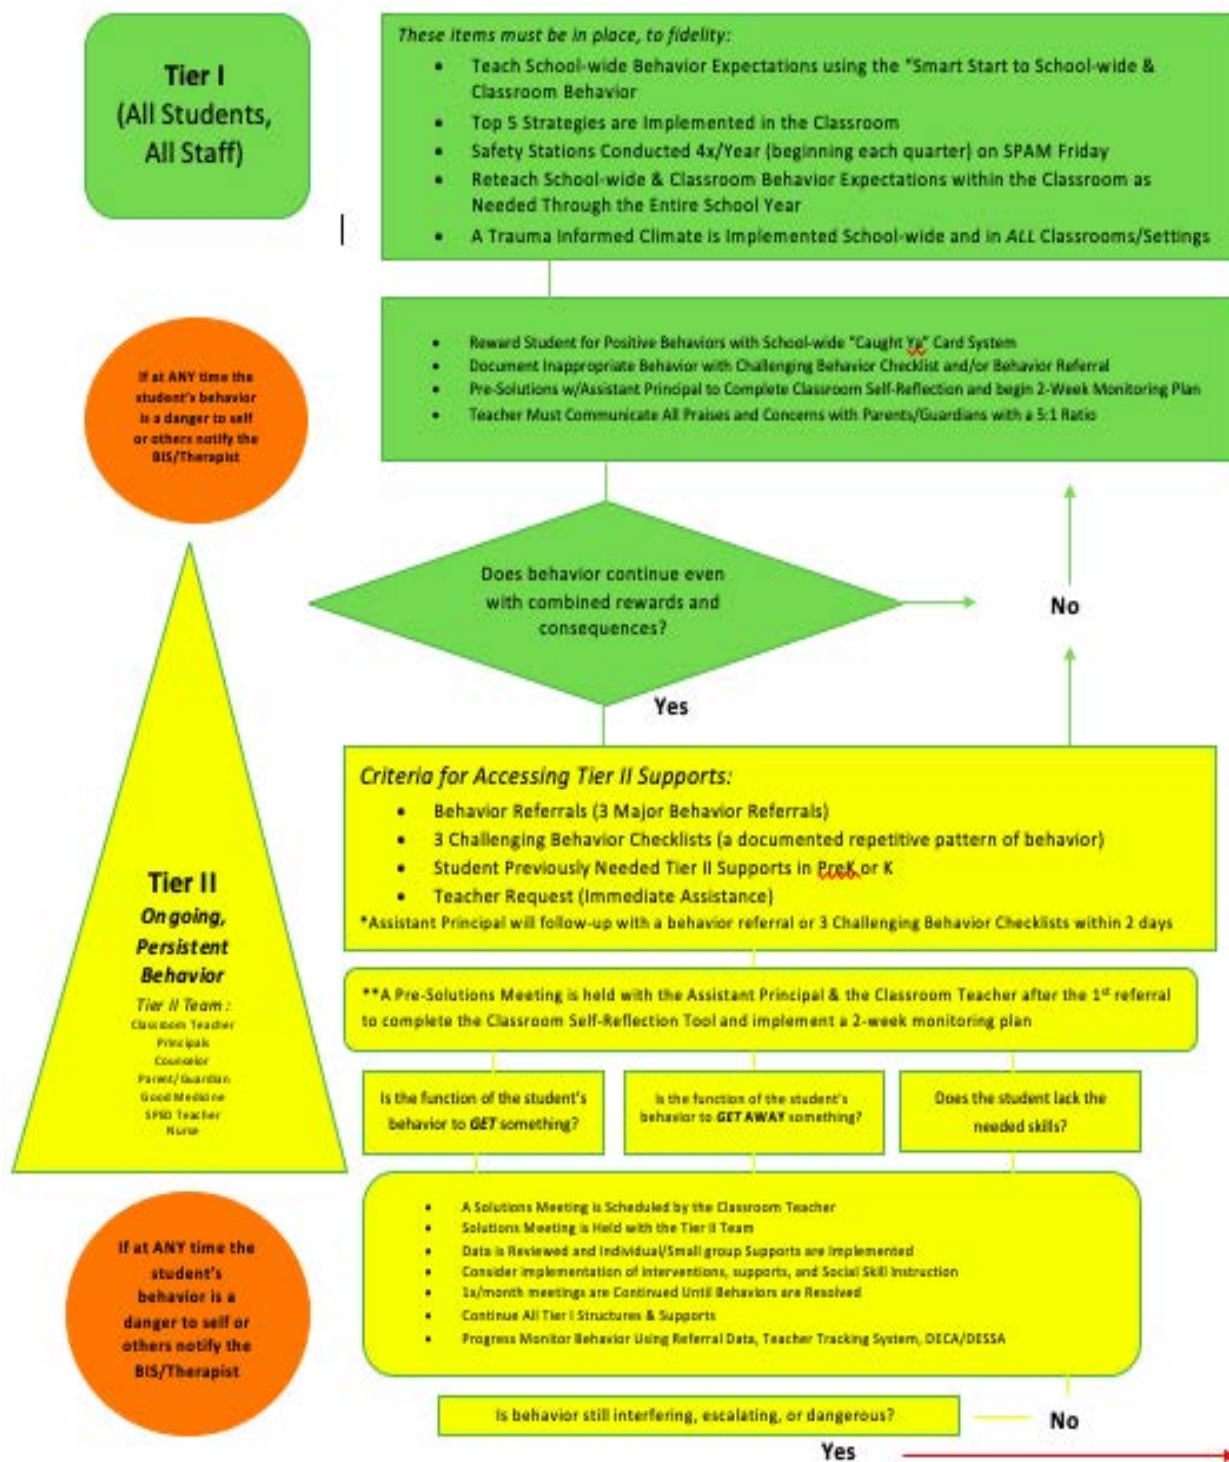 Tier I
(All Students,
All Staff)
These items must be in place, to fidelity:
• Teach School-wide Behavior Expectations using the "Smart Start to School-wide &
Classroom Behavior
• Top 5 Strategies are Implemented in the Classroom
• Safety Stations Conducted 4x/Year (beginning each quarter) on SPAM Friday
• Reteach School-wide & Classroom Behavior Expectations within the Classroom as
Needed Through the Entire School Year
• A Trauma Informed Climate is Implemented School-wide and in ALL Classrooms/Settings
If at ANY time the
student's behavior
is a danger to self
or others notify the
BIS/Therapist
• Reward Student for Positive Behaviors with School-wide "Caught Ya" Card System
• Document Inappropriate Behavior with Challenging Behavior Checklist and/or Behavior Referral
• Pre-Solutions w/Assistant Principal to Complete Classroom Self-Reflection and begin 2-Week Monitoring Plan
• Teacher Must Communicate All Praises and Concerns with Parents/Guardians with a 5:1 Ratio
Does behavior continue even
with combined rewards and
consequences?
No
Yes
Tier II
Ongoing,
Persistent
Behavior
Tier II Team:
Classroom Teacher
Principals
Counselor
Parent/Guardian
Good Medicine
SPED Teacher
Nurse
Criteria for Accessing Tier II Supports:
• Behavior Referrals (3 Major Behavior Referrals)
• 3 Challenging Behavior Checklists (a documented repetitive pattern of behavior)
• Student Previously Needed Tier II Supports in PreK or K
• Teacher Request (Immediate Assistance)
*Assistant Principal will follow-up with a behavior referral or 3 Challenging Behavior Checklists within 2 days
**A Pre-Solutions Meeting is held with the Assistant Principal & the Classroom Teacher after the 1st referral
to complete the Classroom Self-Reflection Tool and implement a 2-week monitoring plan
Is the function of the student's
behavior to GET something?
Is the function of the student's
behavior to GET AWAY something?
Does the student lack the
needed skills?
If at ANY time the
student's
behavior is a
danger to self or
others notify the
BIS/Therapist
• A Solutions Meeting is Scheduled by the Classroom Teacher
• Solutions Meeting is Held with the Tier II Team
• Data is Reviewed and Individual/Small group Supports are Implemented
• Consider implementation of interventions, supports, and Social Skill Instruction
• 1x/month meetings are Continued Until Behaviors are Resolved
• Continue All Tier I Structures & Supports
• Progress Monitor Behavior Using Referral Data, Teacher Tracking System, DECA/DESSA
Is behavior still interfering, escalating, or dangerous?
No
Yes